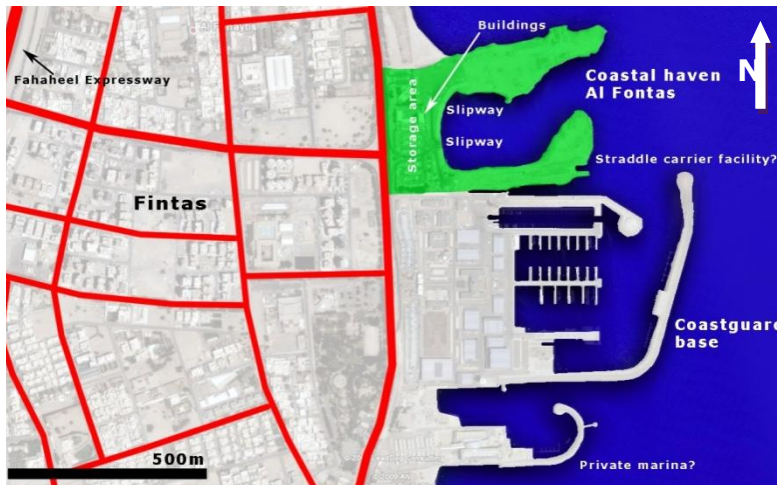 Buildings
Fahaheel Expressway
N
Coastal haven
Al Fontas
Storage area
Slipway
Slipway
Straddle carrier facility?
Fintas
Coastguard
base
500m
Private marina?